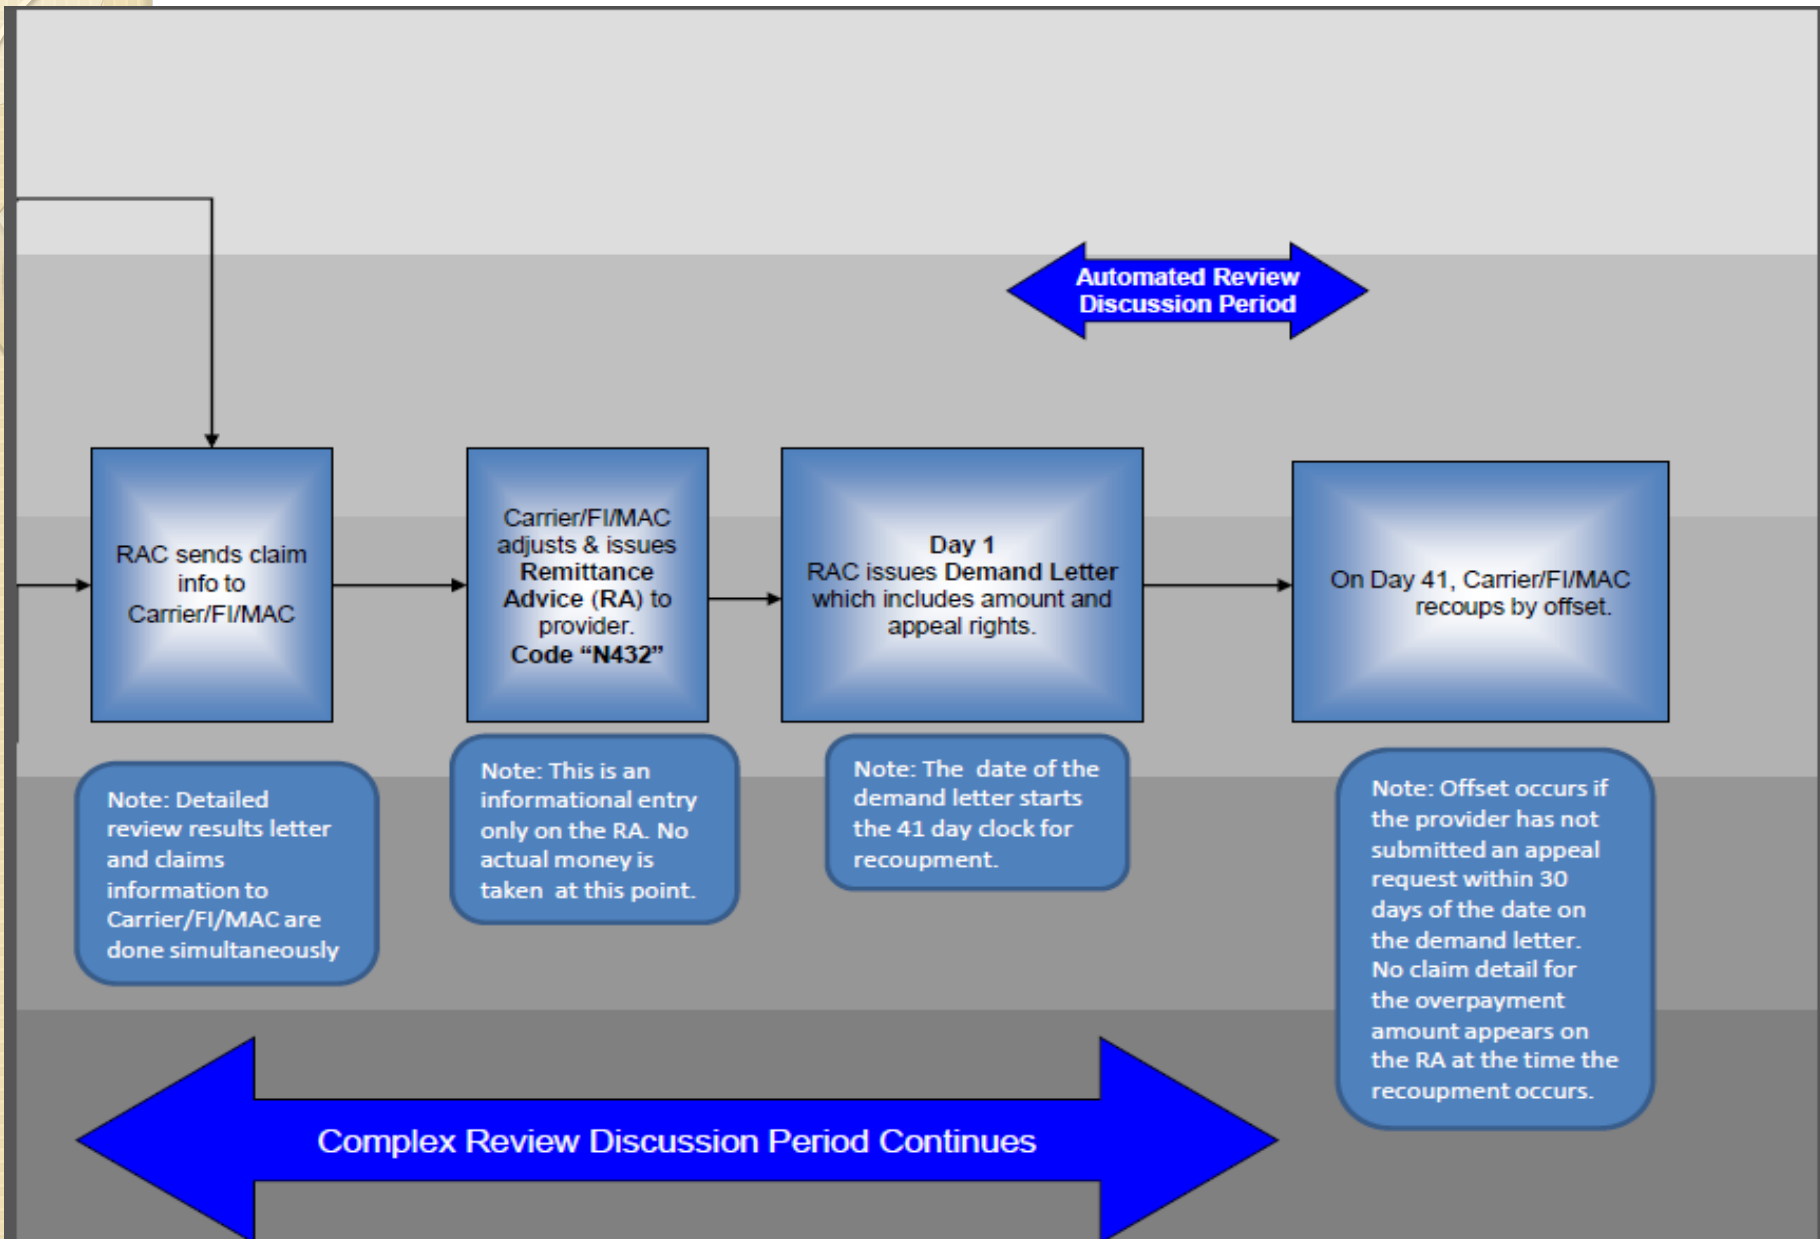 Automated Review
Discussion Period
RAC sends claim
info to
Carrier/FI/MAC
Carrier/FI/MAC
adjusts & issues
Remittance
Advice (RA) to
provider.
Code “N432”
Day 1
RAC issues Demand Letter
which includes amount and
appeal rights.
On Day 41, Carrier/FI/MAC
recoups by offset.
Note: Detailed
review results letter
and claims
information to
Carrier/FI/MAC are
done simultaneously
Note: This is an
informational entry
only on the RA. No
actual money is
taken at this point.
Note: The date of the
demand letter starts
the 41 day clock for
recoupment.
Note: Offset occurs if
the provider has not
submitted an appeal
request within 30
days of the date on
the demand letter.
No claim detail for
the overpayment
amount appears on
the RA at the time the
recoupment occurs.
Complex Review Discussion Period Continues